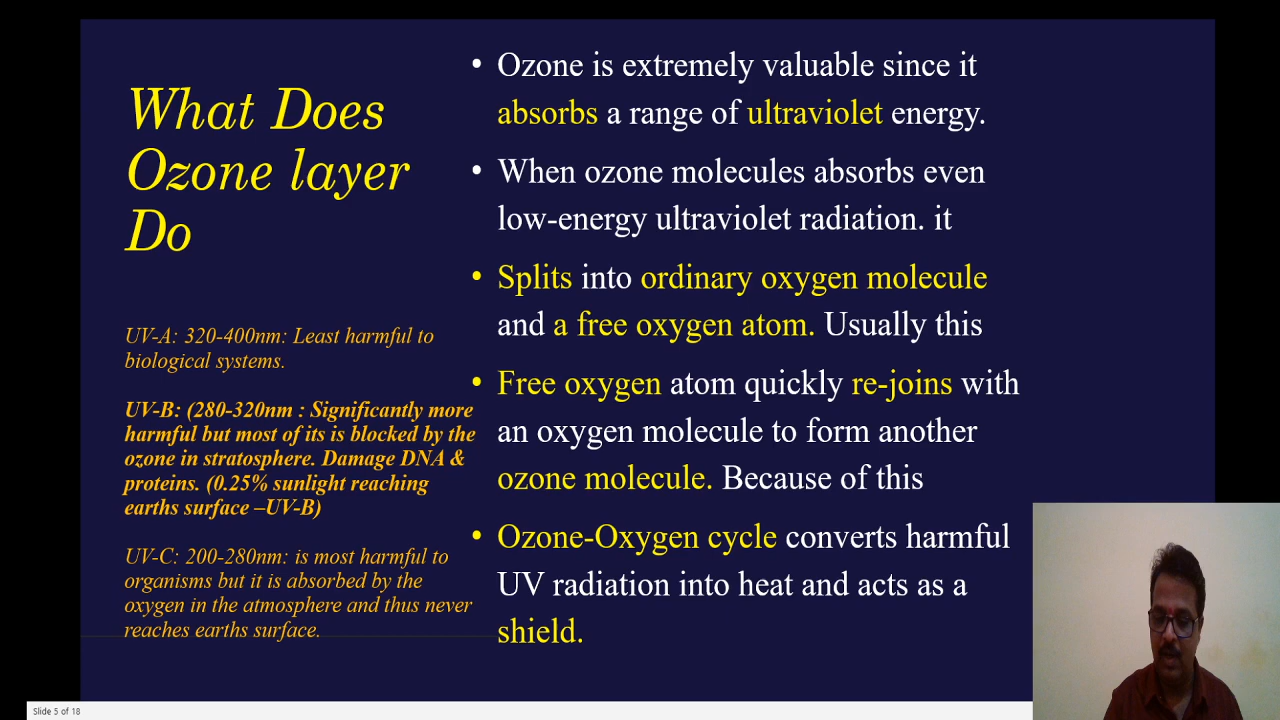 What Does
Ozone layer
Do
UV-A: 320-400nm: Least harmful to
biological systems.
UV-B: (280-320nm : Significantly more
harmful but most of its is blocked by the
ozone in stratosphere. Damage DNA &
proteins. (0.25% sunlight reaching
earths surface –UV-B)
UV-C: 200-280nm: is most harmful to
organisms but it is absorbed by the
oxygen in the atmosphere and thus never
reaches earths surface.
• Ozone is extremely valuable since it
absorbs a range of ultraviolet energy.
• When ozone molecules absorbs even
low-energy ultraviolet radiation. it
• Splits into ordinary oxygen molecule
and a free oxygen atom. Usually this
• Free oxygen atom quickly re-joins with
an oxygen molecule to form another
ozone molecule. Because of this
• Ozone-Oxygen cycle converts harmful
UV radiation into heat and acts as a
shield.
Slide 5 of 18